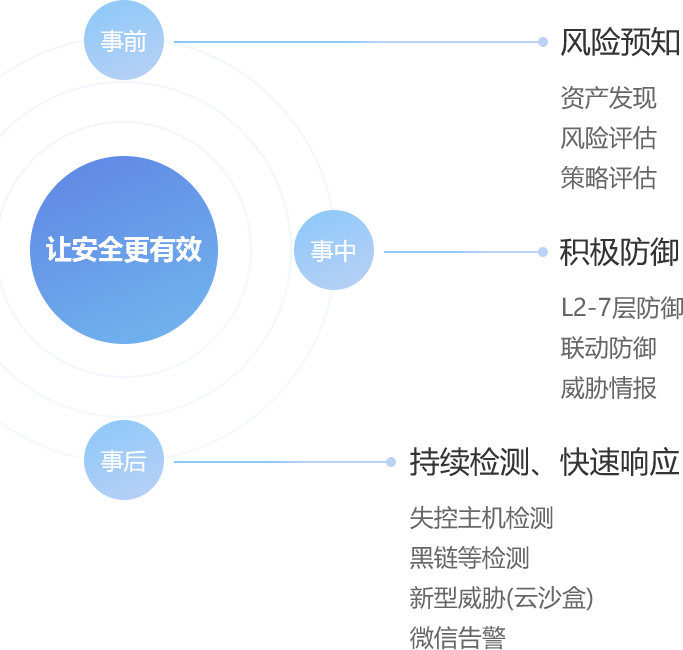 事前
风险预知
资产发现
风险评估
策略评估
让安全更有效
事中
积极防御
L2-7层防御
联动防御
威胁情报
事后
持续检测、快速响应
失控主机检测
黑链等检测
新型威胁(云沙盒)
微信告警